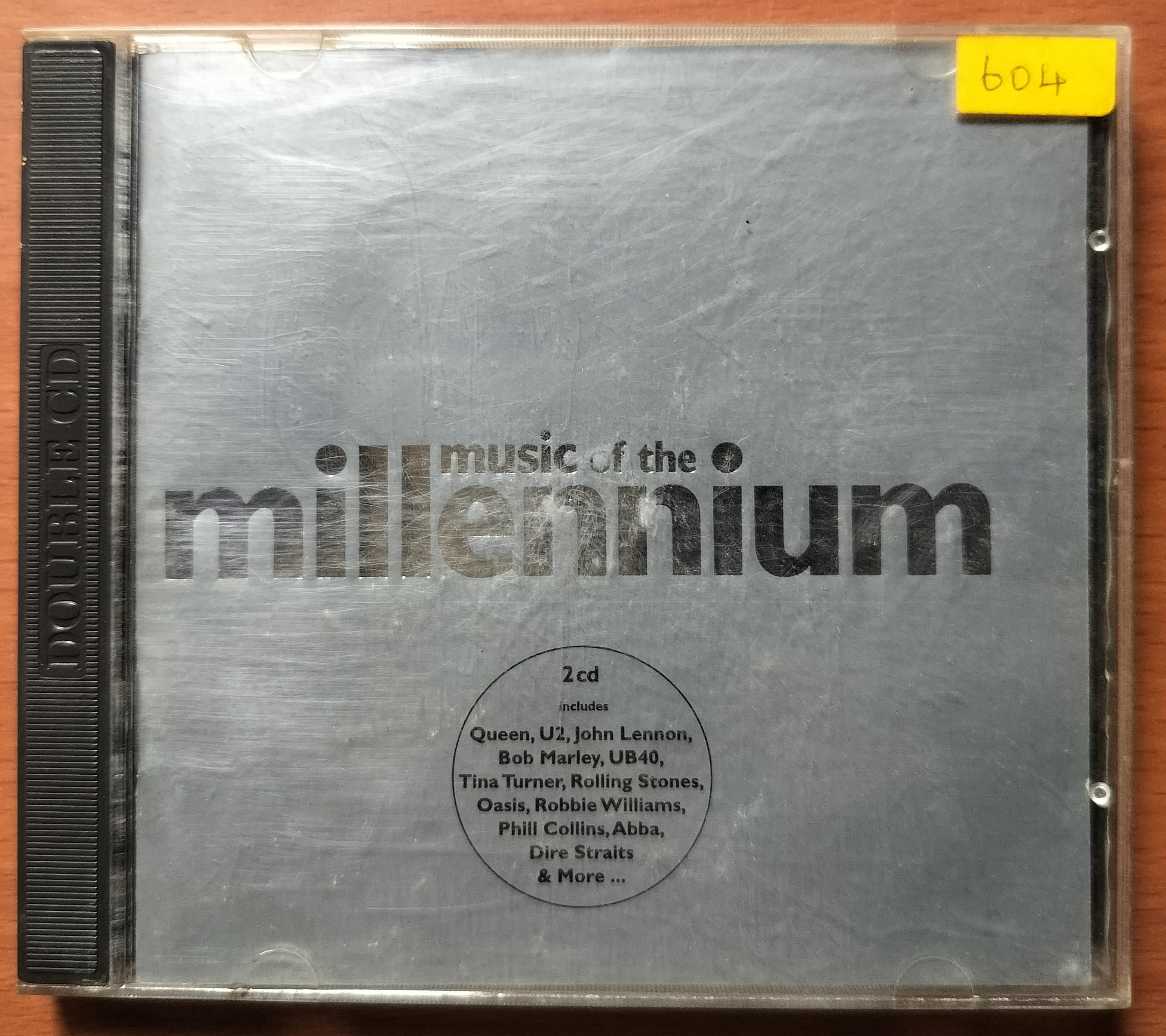 604
DOUBLE CD
music of the
millennium
2cd
includes
Queen, U2, John Lennon,
Bob Marley, UB40,
Tina Turner, Rolling Stones,
Oasis, Robbie Williams,
Phill Collins, Abba,
Dire Straits
& More ...